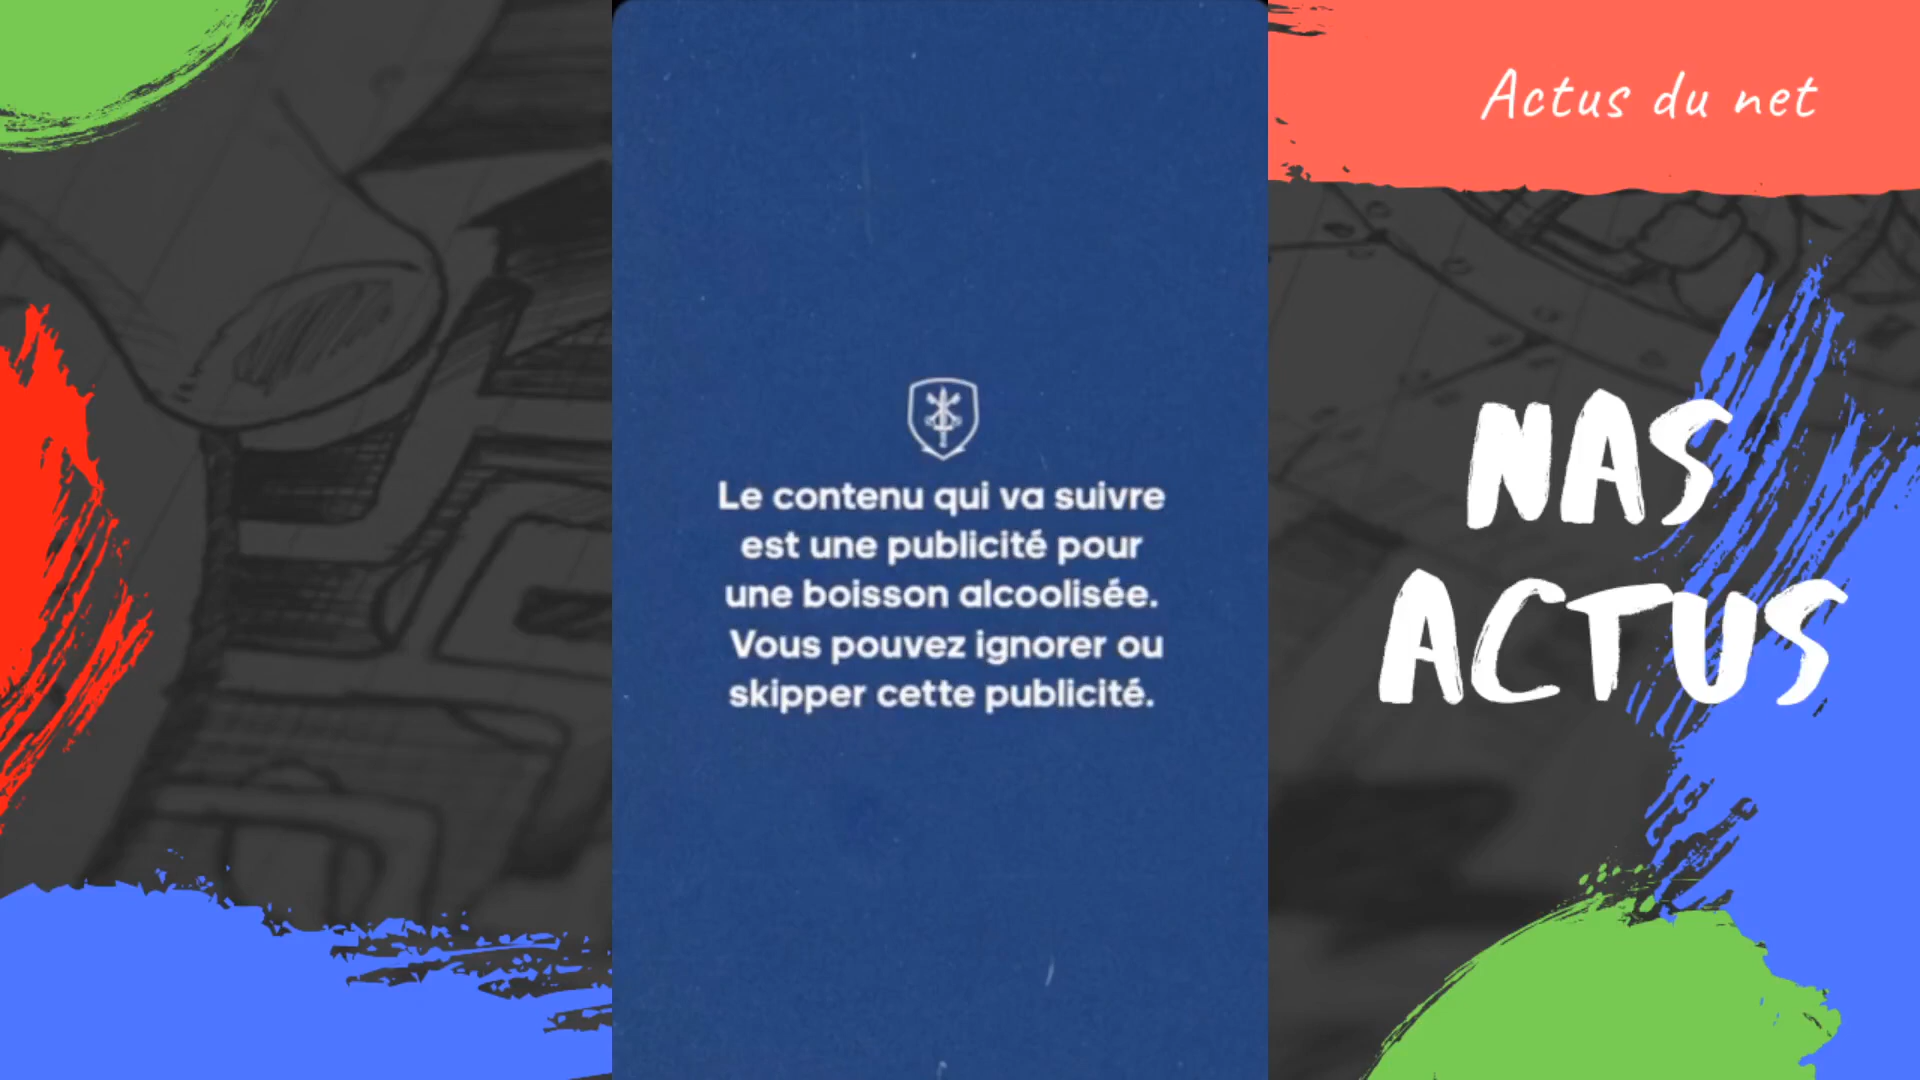 Actus du net
Le contenu qui va suivre
est une publicité pour
une boisson alcoolisée.
Vous pouvez ignorer ou
skipper cette publicité.
NAS
ACTUS